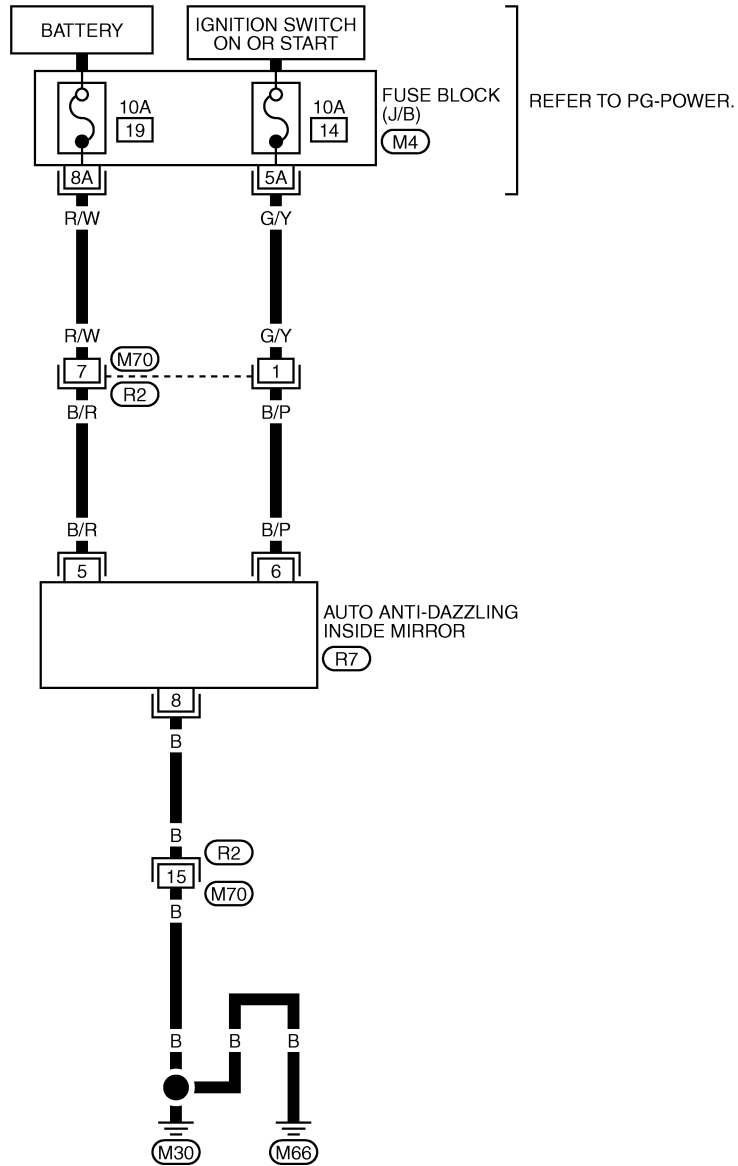 BATTERY
IGNITION SWITCH
ON OR START
10A
19
10A
14
FUSE BLOCK
(J/B)
M4
REFER TO PG-POWER.
8A
5A
R/W
G/Y
R/W
G/Y
7
M70
1
R2
B/R
B/P
B/R
B/P
5
6
AUTO ANTI-DAZZLING
INSIDE MIRROR
R7
8
B
B
R2
15
M70
B
B
B
B
M30
M66